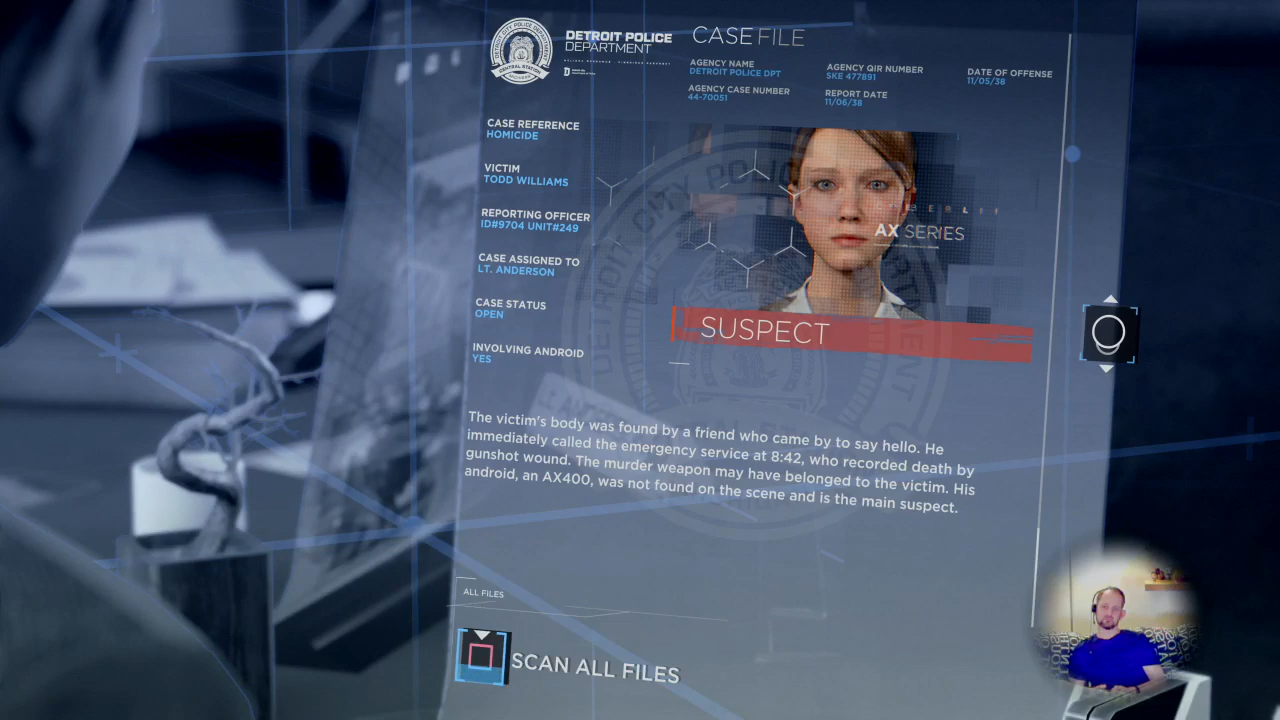 DETROIT POLICE
DEPARTMENT
CASE FILE
AGENCY NAME
DETROIT POLICE DPT
AGENCY QIR NUMBER
SKE 477891
DATE OF OFFENSE
11/05/38
AGENCY CASE NUMBER
44-70051
REPORT DATE
11/06/38
CASE REFERENCE
HOMICIDE
VICTIM
TODD WILLIAMS
REPORTING OFFICER
ID#9704 UNIT#249
CASE ASSIGNED TO
LT. ANDERSON
CASE STATUS
OPEN
INVOLVING ANDROID
YES
AX SERIES
SUSPECT
DETROIT CITY POLICE DEPARTMENT
The victim's body was found by a friend who came by to say hello. He
immediately called the emergency service at 8:42, who recorded death by
gunshot wound. The murder weapon may have belonged to the victim. His
android, an AX400, was not found on the scene and is the main suspect.
ALL FILES
SCAN ALL FILES